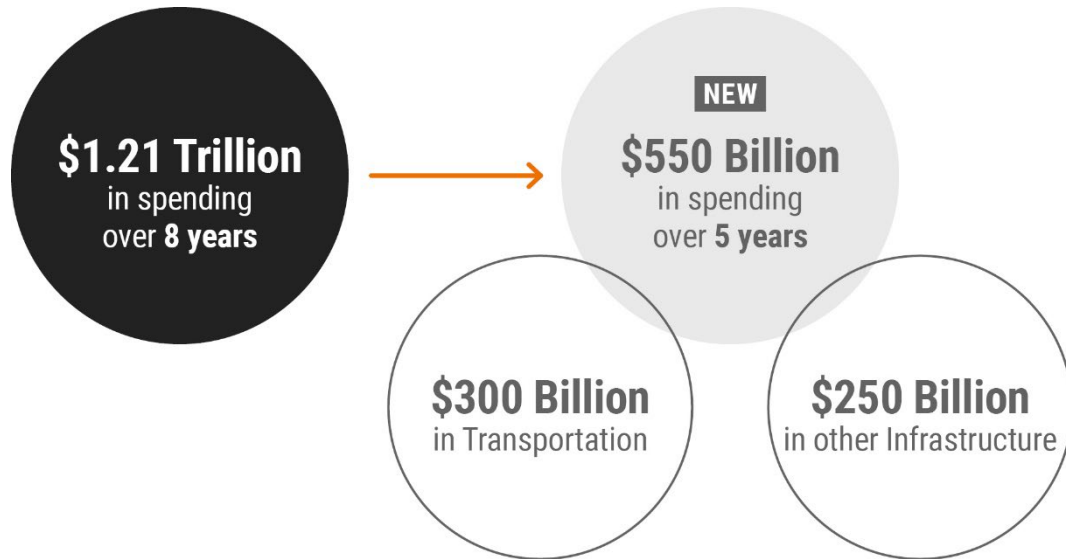 $1.21 Trillion
in spending
over 8 years
NEW
$550 Billion
in spending
over 5 years
$300 Billion
in Transportation
$250 Billion
in other Infrastructure